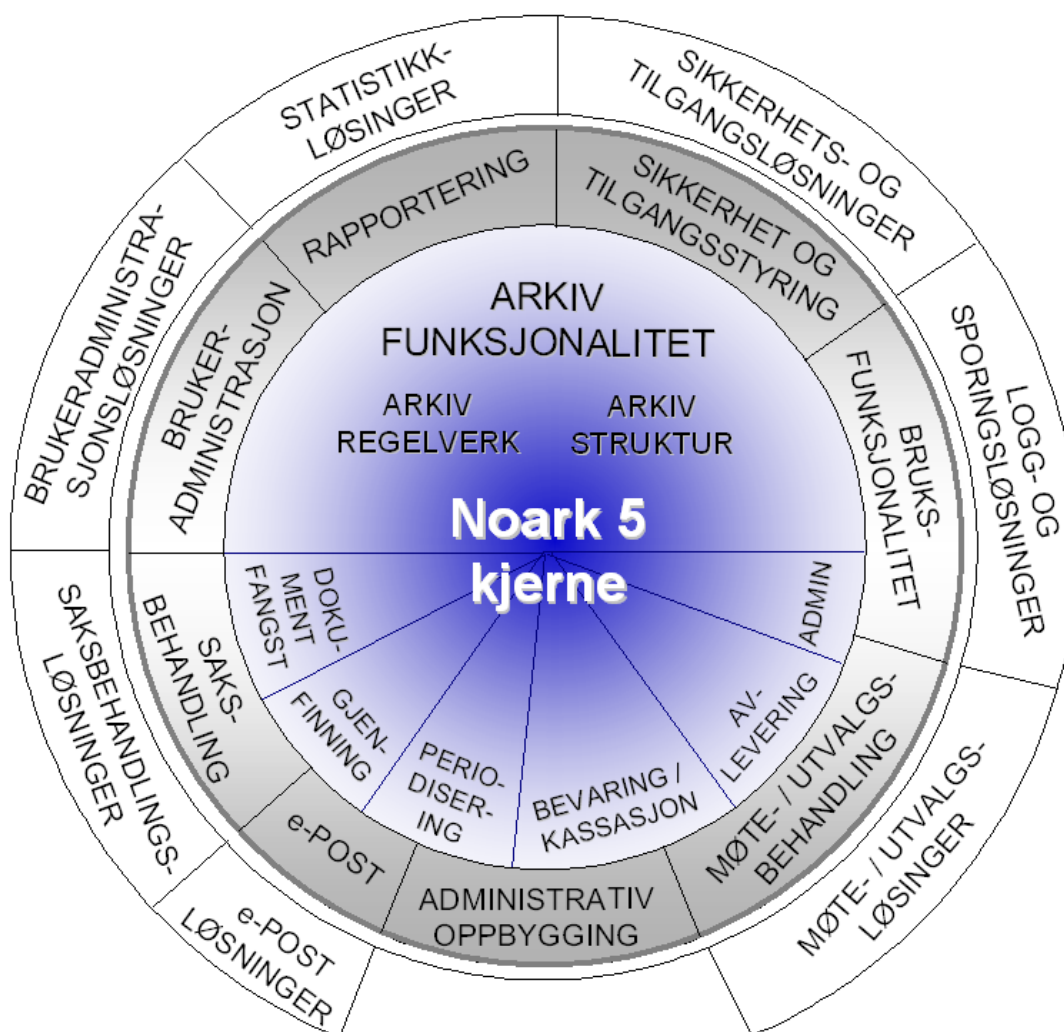 STATISTIKK-
LØSINGER
SIKKERHETS- OG
TILGANGSLØSNINGER
LOGG- OG
SPORINGSLØSNINGER
MØTE- / UTVALGS-
LØSINGER
e-POST
LØSNINGER
SAKSBEHANDLINGS-
LØSNINGER
BRUKERADMINISTRA-
SJONSLØSNINGER
RAPPORTERING
SIKKERHET OG
TILGANGSSTYRING
BRUKS-
FUNKSJONALITET
MØTE- / UTVALGS-
BEHANDLING
ADMINISTRATIV
OPPBYGGING
e-POST
SAKS-
BEHANDLING
BRUKER-
ADMINISTRASJON
ARKIV
FUNKSJONALITET
ARKIV
REGELVERK
ARKIV
STRUKTUR
Noark 5
kjerne
DOKU-
MENT
FANGST
GJEN-
FINNING
PERIO-
DISER-
ING
BEVARING /
KASSASJON
AV-
LEVERING
ADMIN